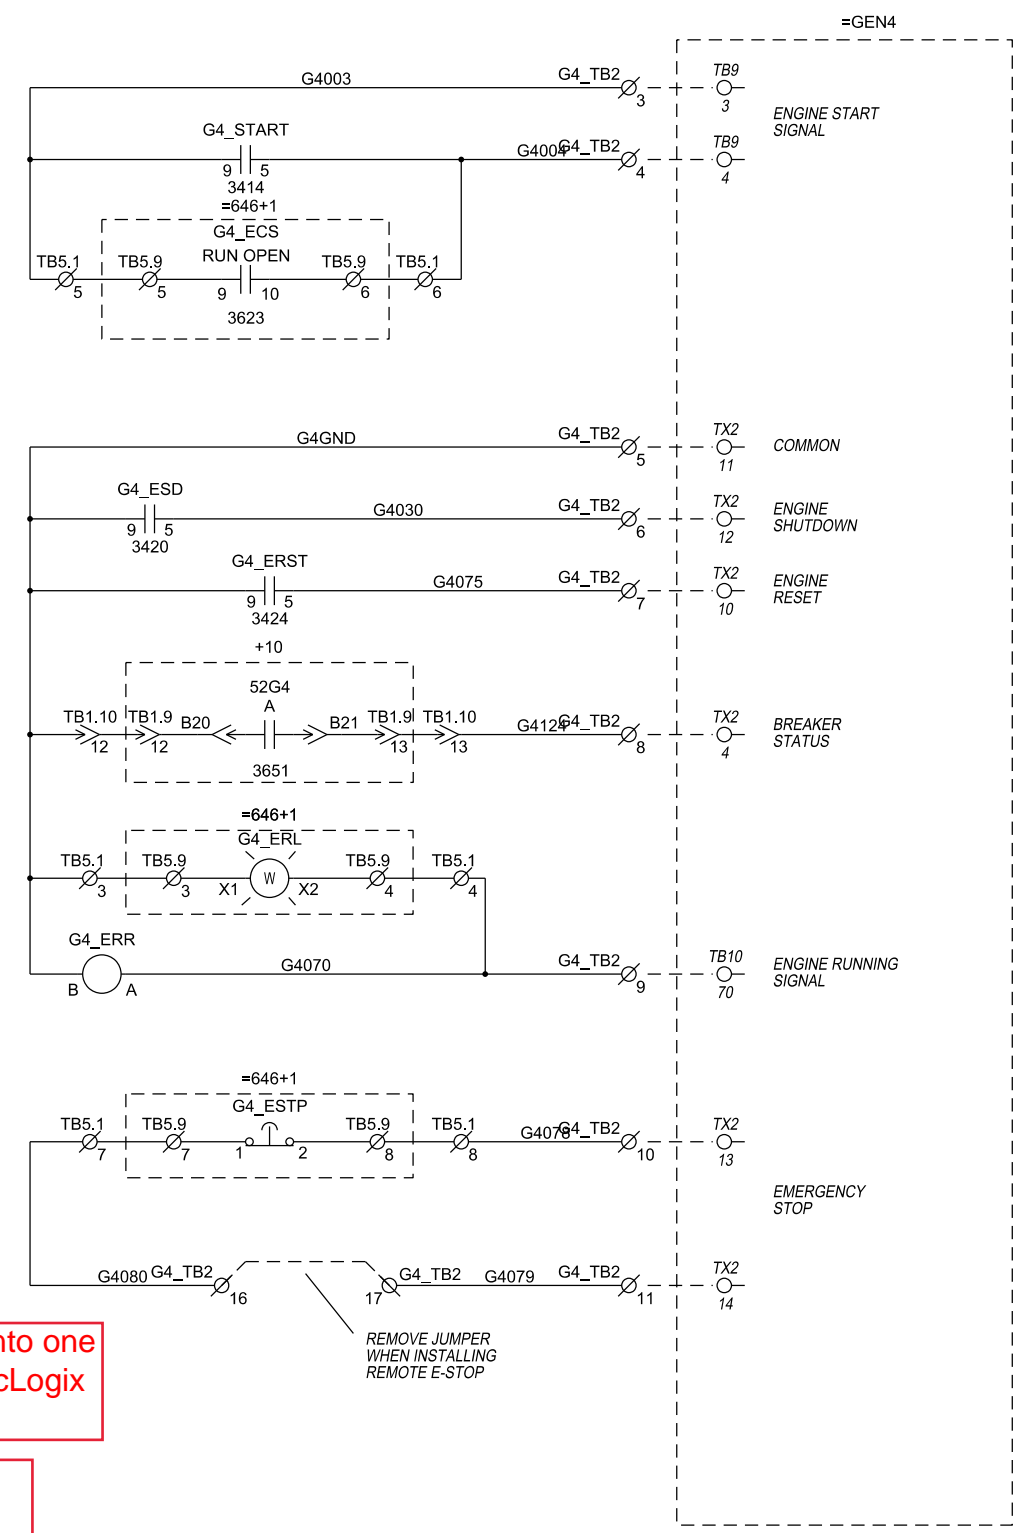 =GEN4
G4003
G4_TB2
3
TB9
3
ENGINE START
SIGNAL
G4_START
9 5
3414
G4004
G4_TB2
4
TB9
4
=646+1
G4_ECS
RUN OPEN
TB5.1
5
TB5.9
5
9 10
TB5.9
6
TB5.1
6
3623
G4GND
G4_TB2
5
TX2
11
COMMON
G4_ESD
9 5
3420
G4030
G4_TB2
6
TX2
12
ENGINE
SHUTDOWN
G4_ERST
9 5
3424
G4075
G4_TB2
7
TX2
10
ENGINE
RESET
+10
52G4
A
TB1.10
12
TB1.9
12
B20
B21
TB1.9
13
TB1.10
13
3651
G4124
G4_TB2
8
TX2
4
BREAKER
STATUS
=646+1
G4_ERL
TB5.1
3
TB5.9
3
X1 W X2
TB5.9
4
TB5.1
4
G4_ERR
B A
G4070
G4_TB2
9
TB10
70
ENGINE RUNNING
SIGNAL
=646+1
G4_ESTP
TB5.1
7
TB5.9
7
1 2
TB5.9
8
TB5.1
8
G4078
G4_TB2
10
TX2
13
EMERGENCY
STOP
G4080
G4_TB2
16
G4_TB2
17
G4079
G4_TB2
11
TX2
14
REMOVE JUMPER
WHEN INSTALLING
REMOTE E-STOP
nto one
cLogix